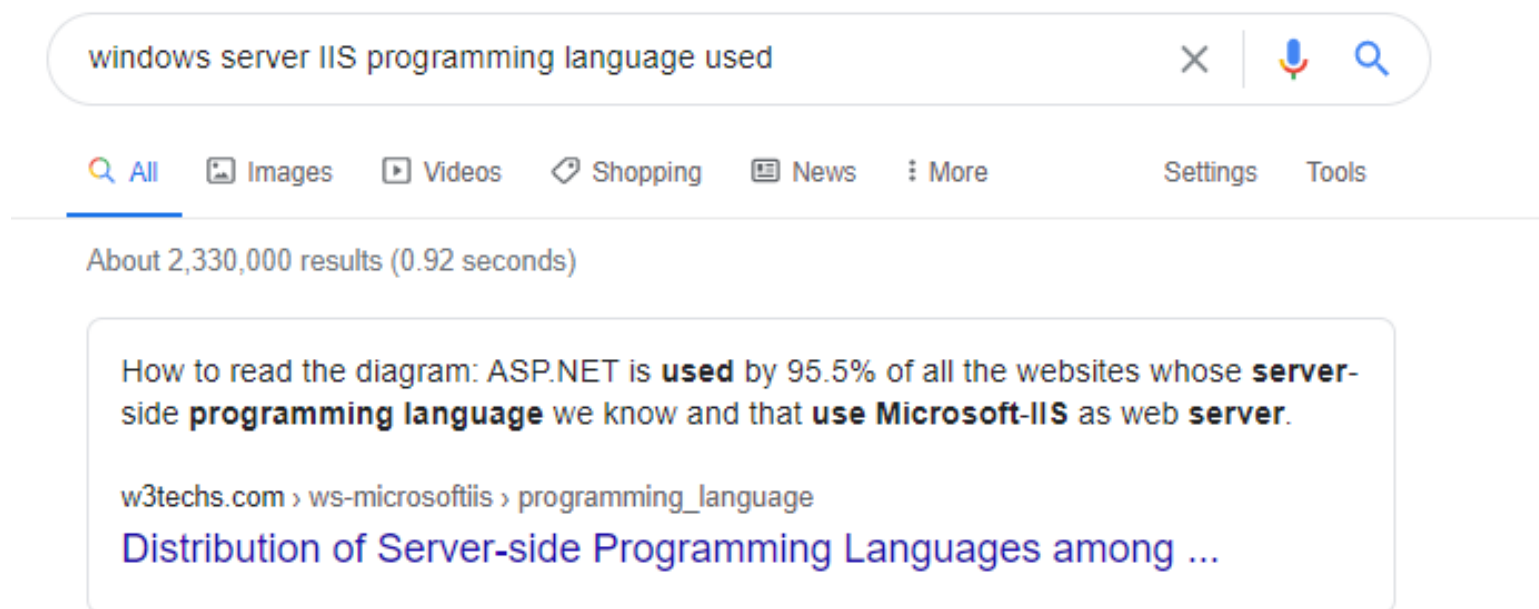 windows server IIS programming language used
All Images Videos Shopping News More Settings Tools
About 2,330,000 results (0.92 seconds)
How to read the diagram: ASP.NET is used by 95.5% of all the websites whose server-
side programming language we know and that use Microsoft-IIS as web server.
w3techs.com › ws-microsoftiis › programming_language
Distribution of Server-side Programming Languages among ...